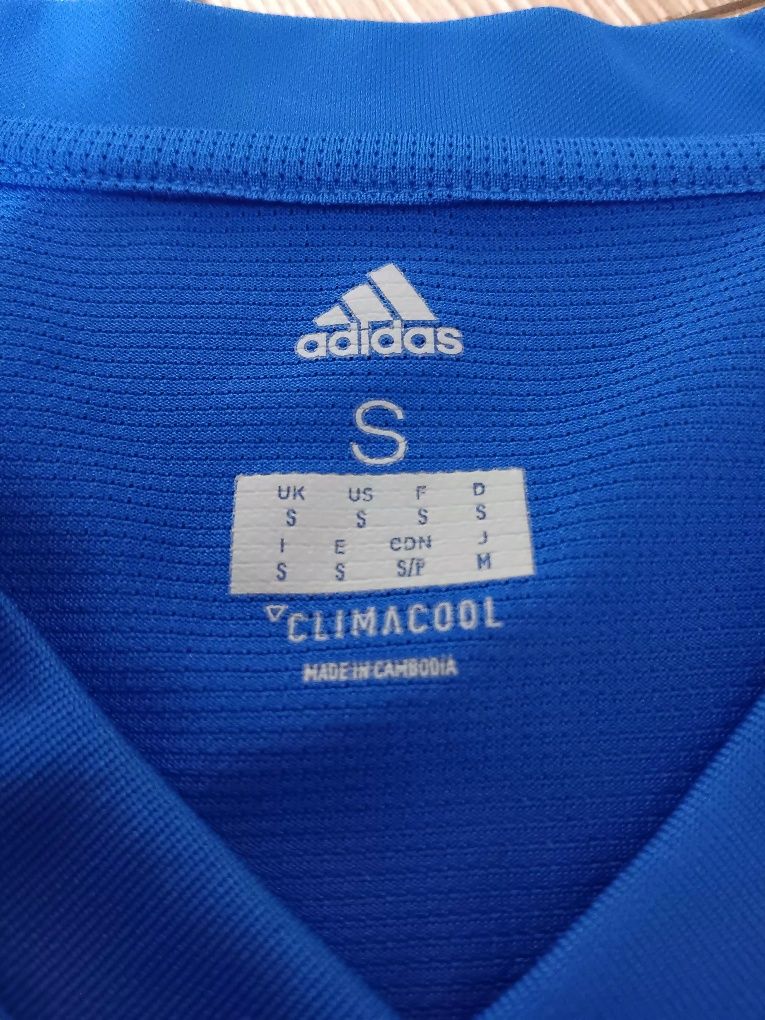 adidas
S
UK US F D
S S S S
I E CDN J
S S S/P M
CLIMACOOL
MADE IN CAMBODIA